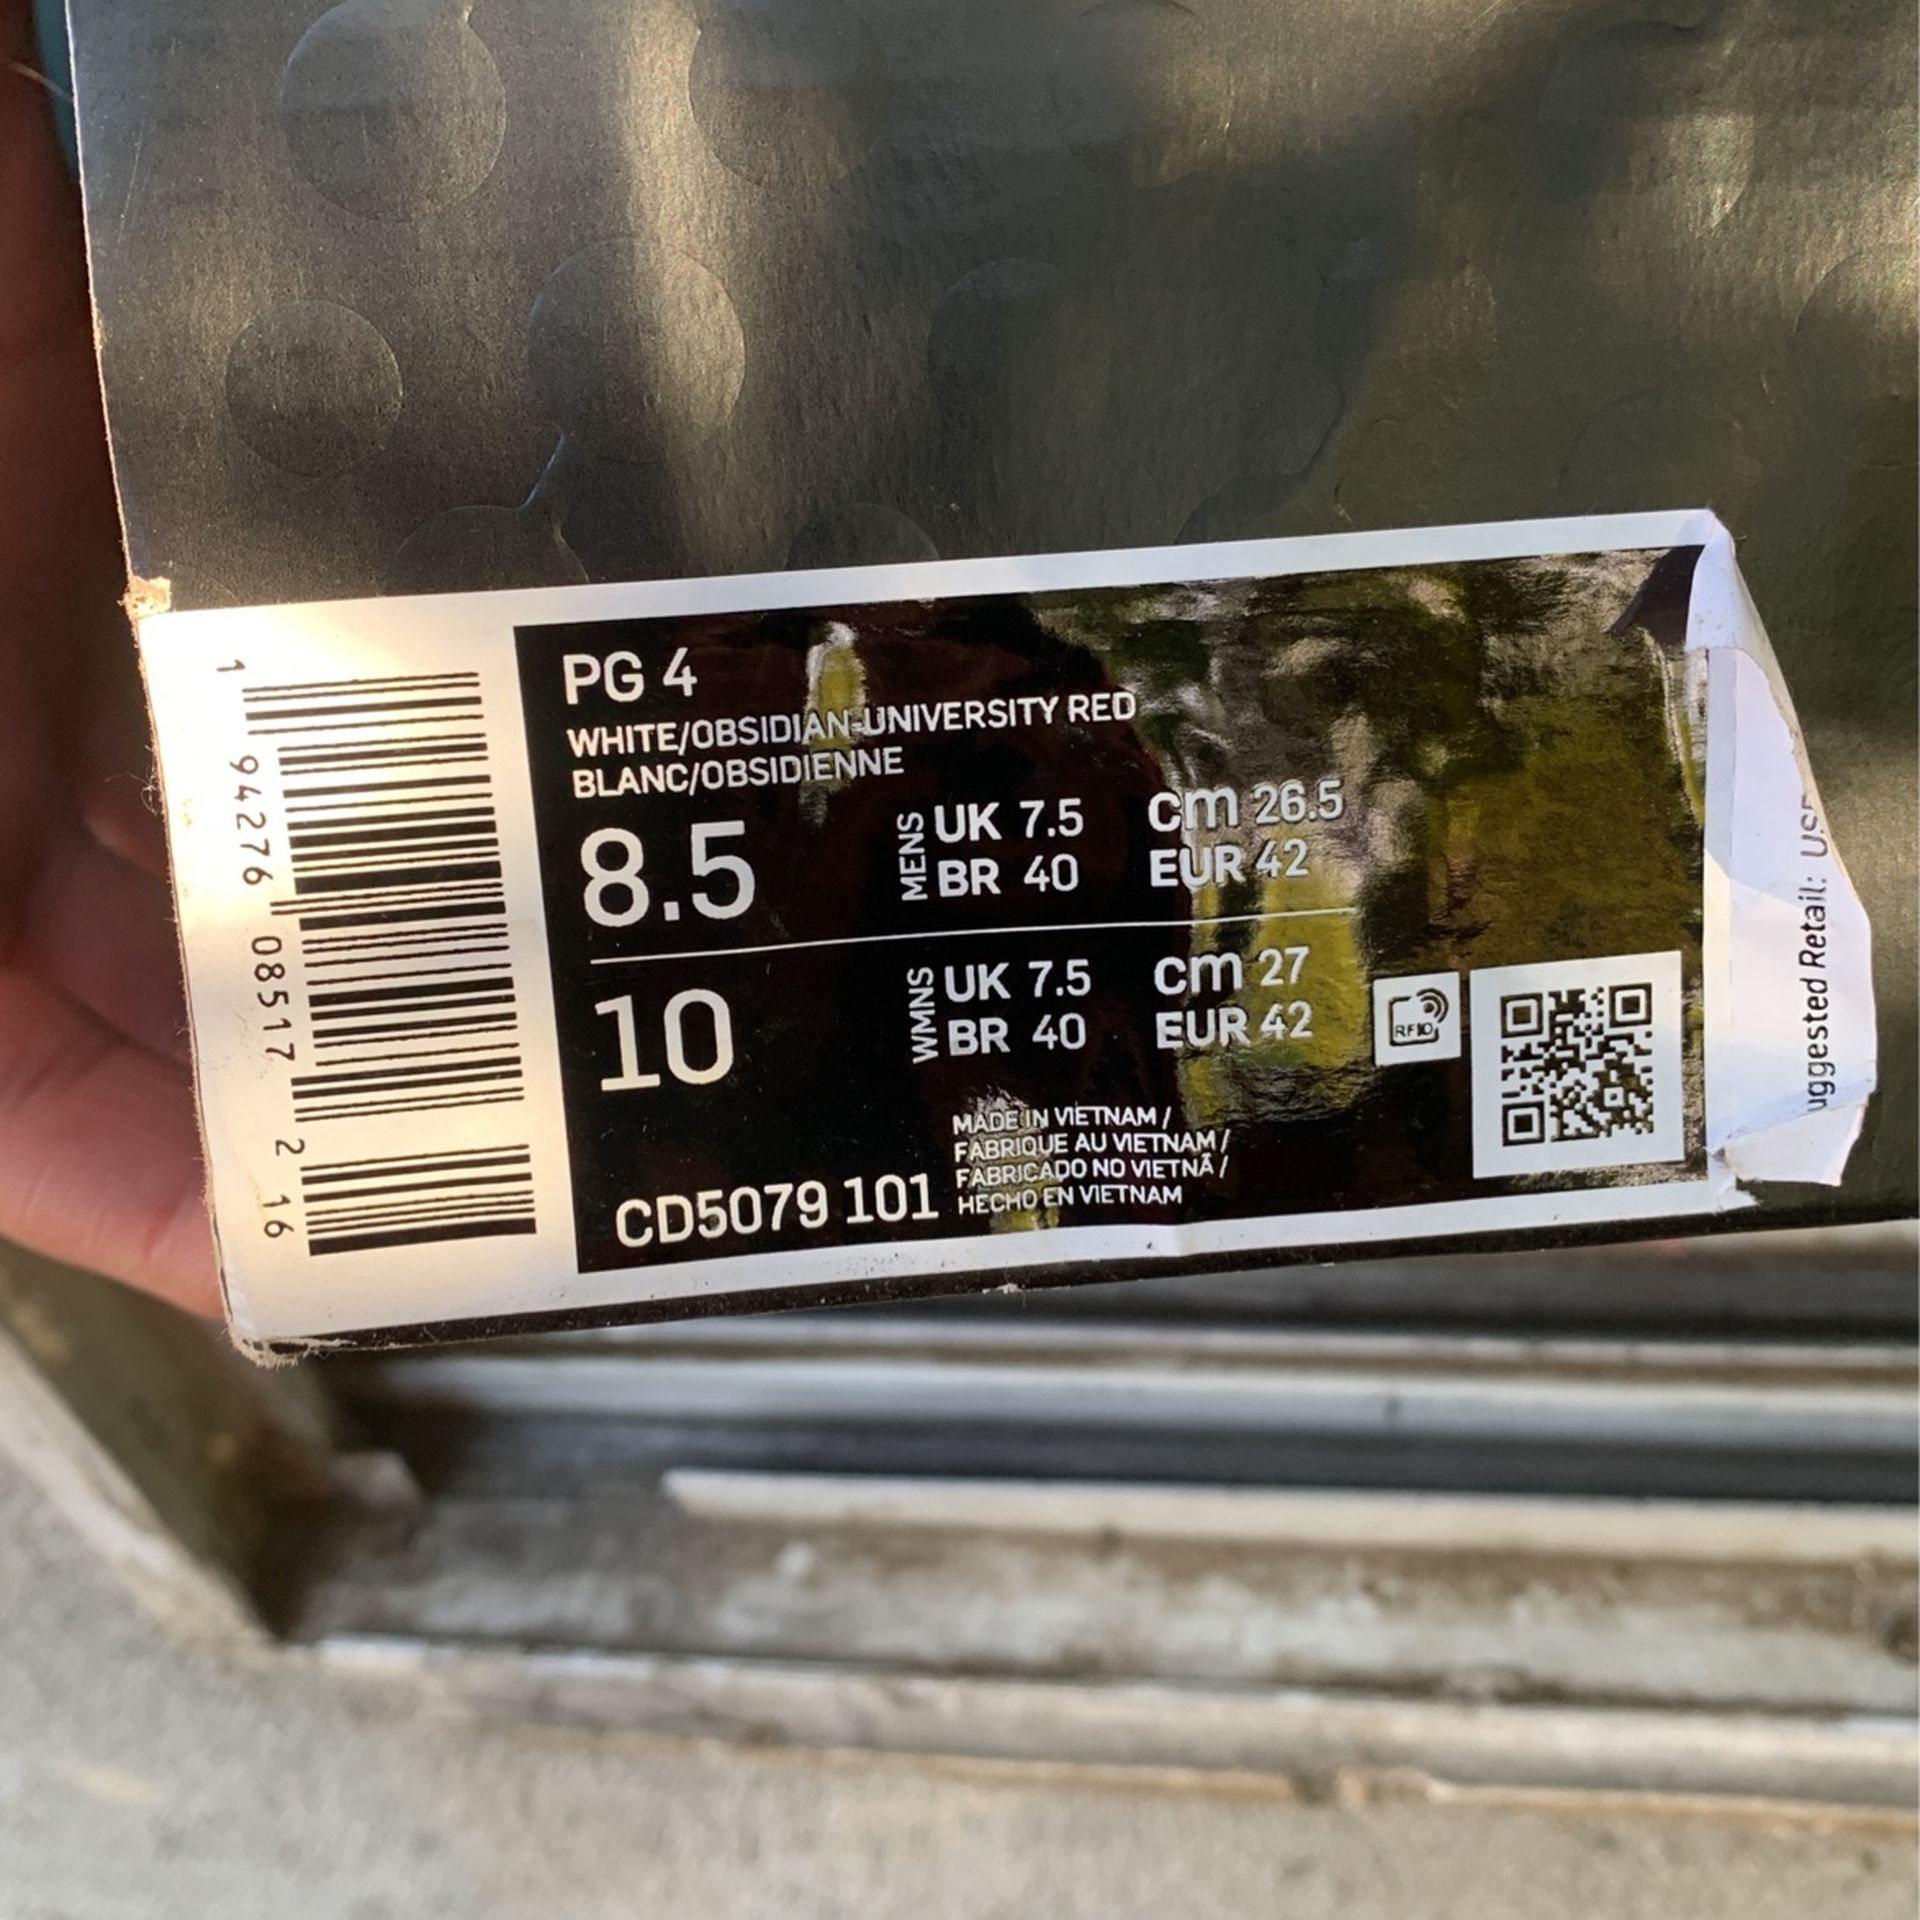 PG 4
WHITE/OBSIDIAN-UNIVERSITY RED
BLANC/OBSIDIENNE
8.5
MENS
UK 7.5
cm 26.5
BR 40
EUR 42
10
WMNS
UK 7.5
cm 27
BR 40
EUR 42
RFID
MADE IN VIETNAM /
FABRIQUE AU VIETNAM /
FABRICADO NO VIETNÃ /
HECHO EN VIETNAM
CD5079 101
1 94276 08517 2 16
uggested Retail: